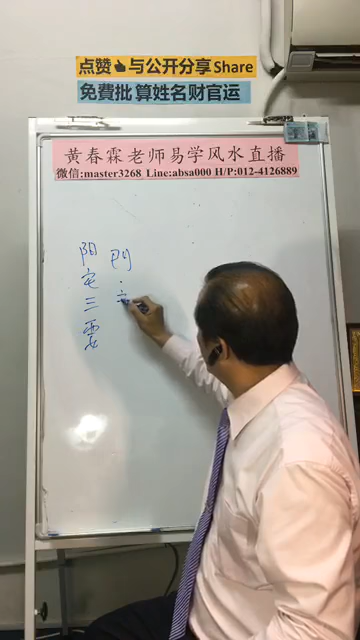 点赞👍与公开分享Share
免費批算姓名财官运
黄春霖老师易学风水直播
微信:master3268 Line:absa000 H/P:012-4126889
阳宅三要
门